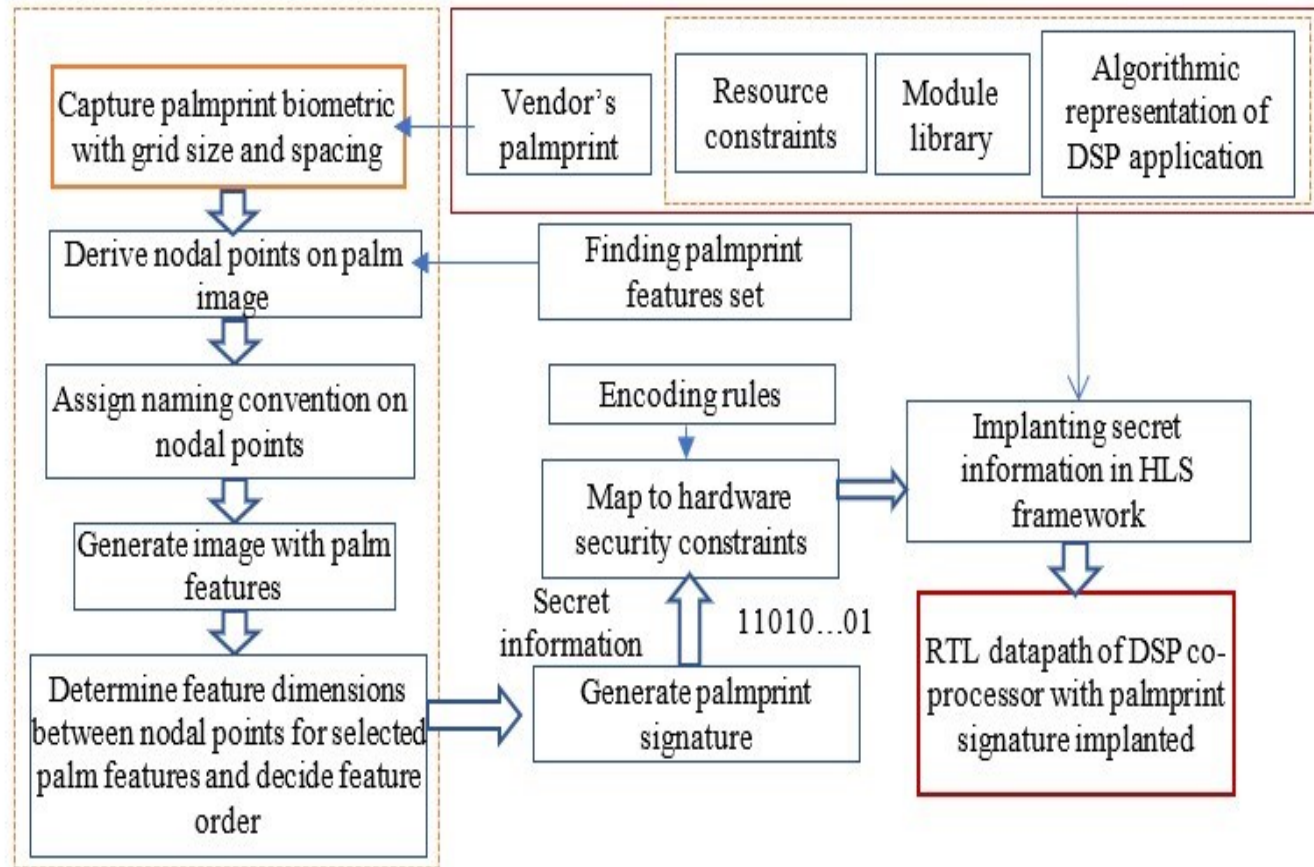 Capture palmprint biometric
with grid size and spacing
Vendor’s
palmprint
Resource
constraints
Module
library
Algorithmic
representation of
DSP application
Derive nodal points on palm
image
Finding palmprint
features set
Assign naming convention on
nodal points
Encoding rules
Implanting secret
information in HLS
framework
Map to hardware
security constraints
Generate image with palm
features
Secret
information
11010...01
Determine feature dimensions
between nodal points for selected
palm features and decide feature
order
Generate palmprint
signature
RTL datapath of DSP co-
processor with palmprint
signature implanted